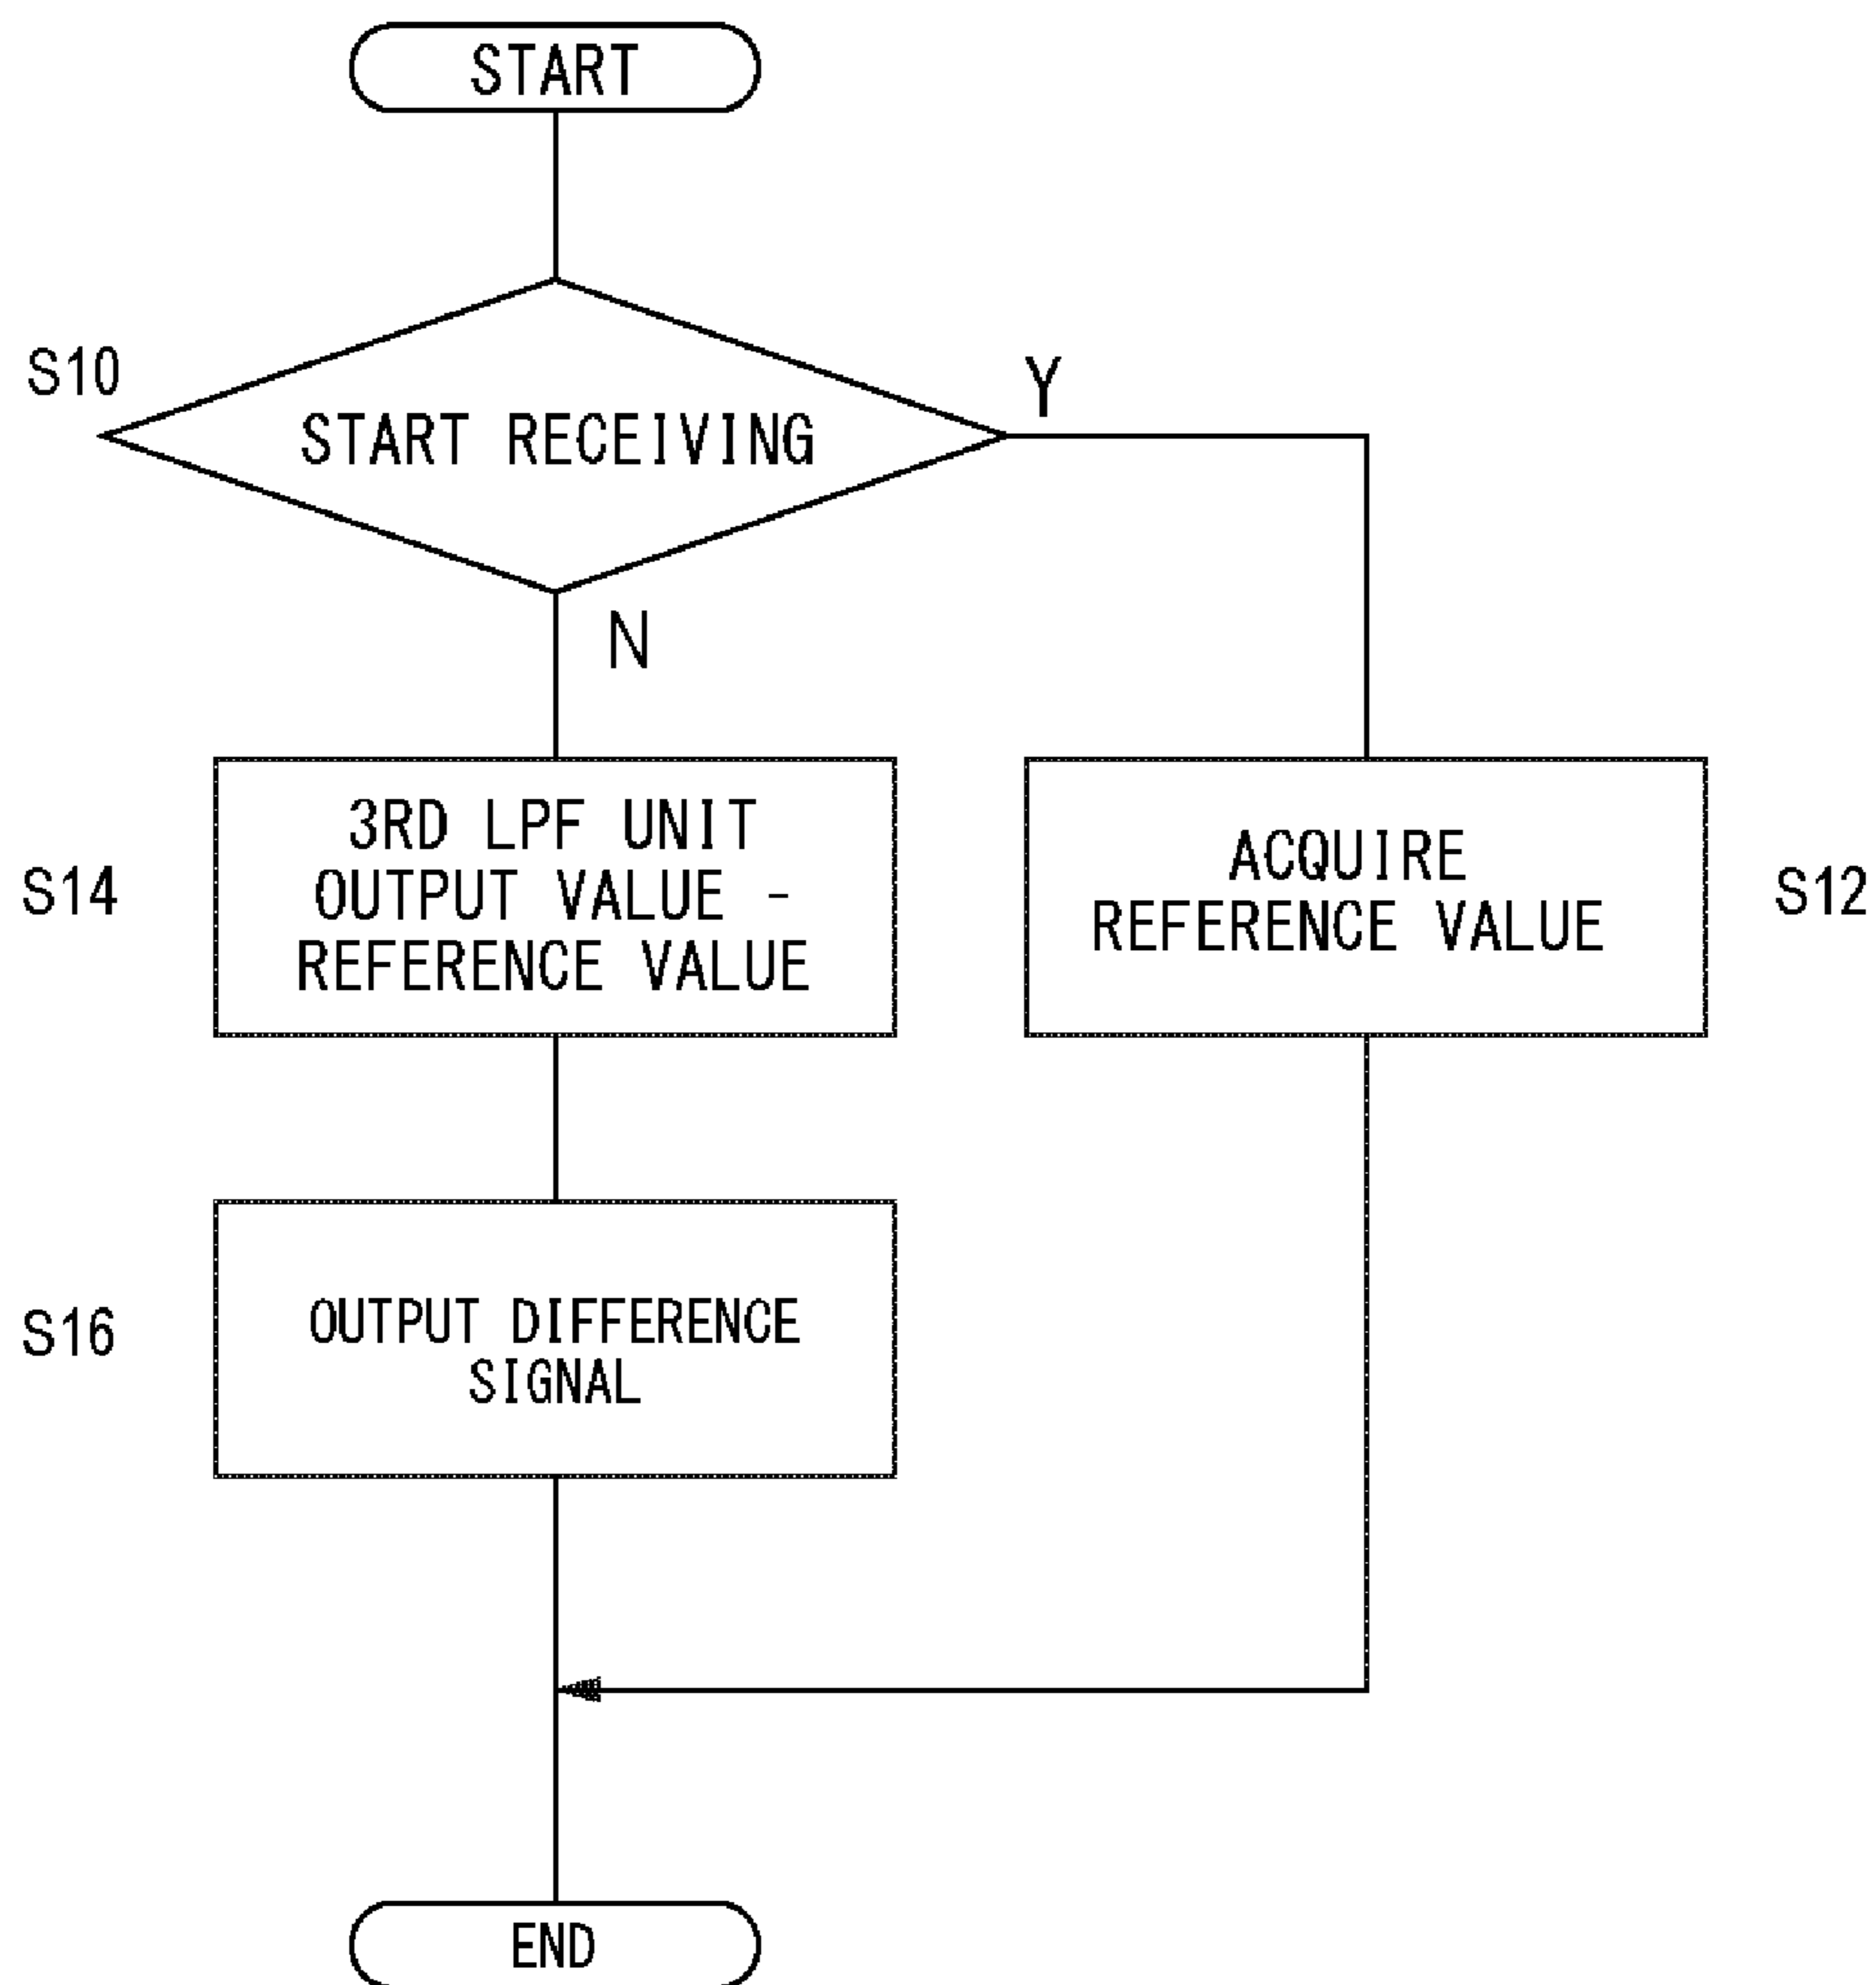 START
S10
START RECEIVING
Y
N
S14
3RD LPF UNIT
OUTPUT VALUE -
REFERENCE VALUE
ACQUIRE
REFERENCE VALUE
S12
S16
OUTPUT DIFFERENCE
SIGNAL
END